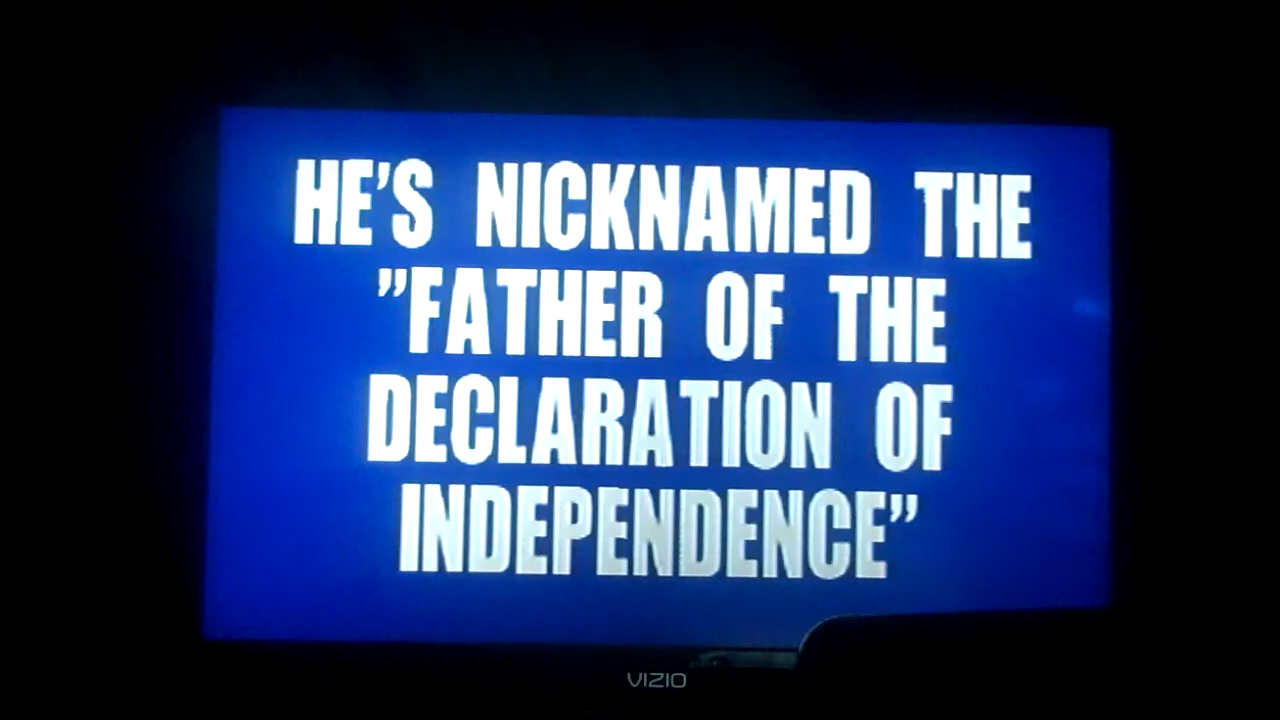 HE'S NICKNAMED THE
"FATHER OF THE
DECLARATION OF
INDEPENDENCE"
VIZIO